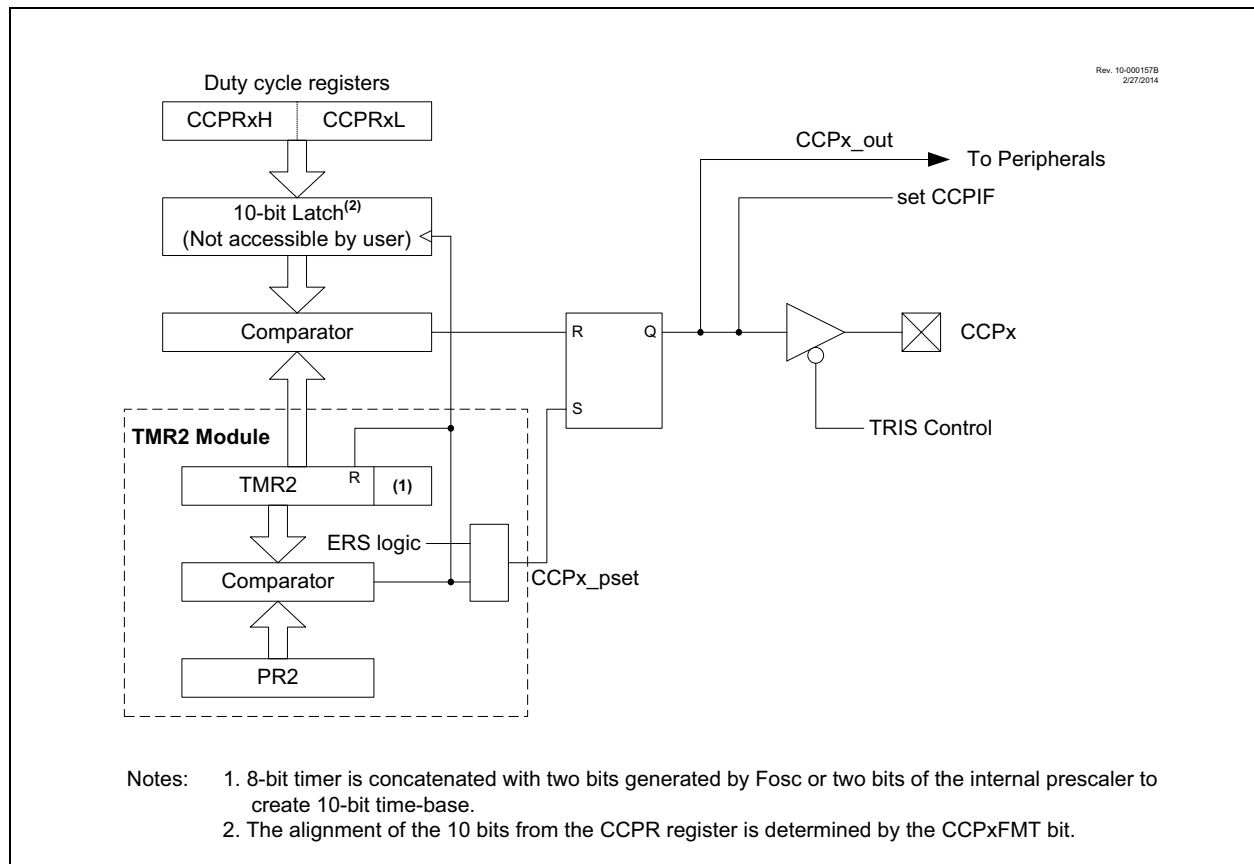 Rev. 10-000157B
2/27/2014
Duty cycle registers
CCPRxH CCPRxL
CCPx_out
To Peripherals
set CCPIF
10-bit Latch(2)
(Not accessible by user)
Comparator
R Q
CCPx
S
TRIS Control
TMR2 Module
TMR2 R (1)
ERS logic
Comparator
CCPx_pset
PR2
Notes: 1. 8-bit timer is concatenated with two bits generated by Fosc or two bits of the internal prescaler to
create 10-bit time-base.
2. The alignment of the 10 bits from the CCPR register is determined by the CCPxFMT bit.